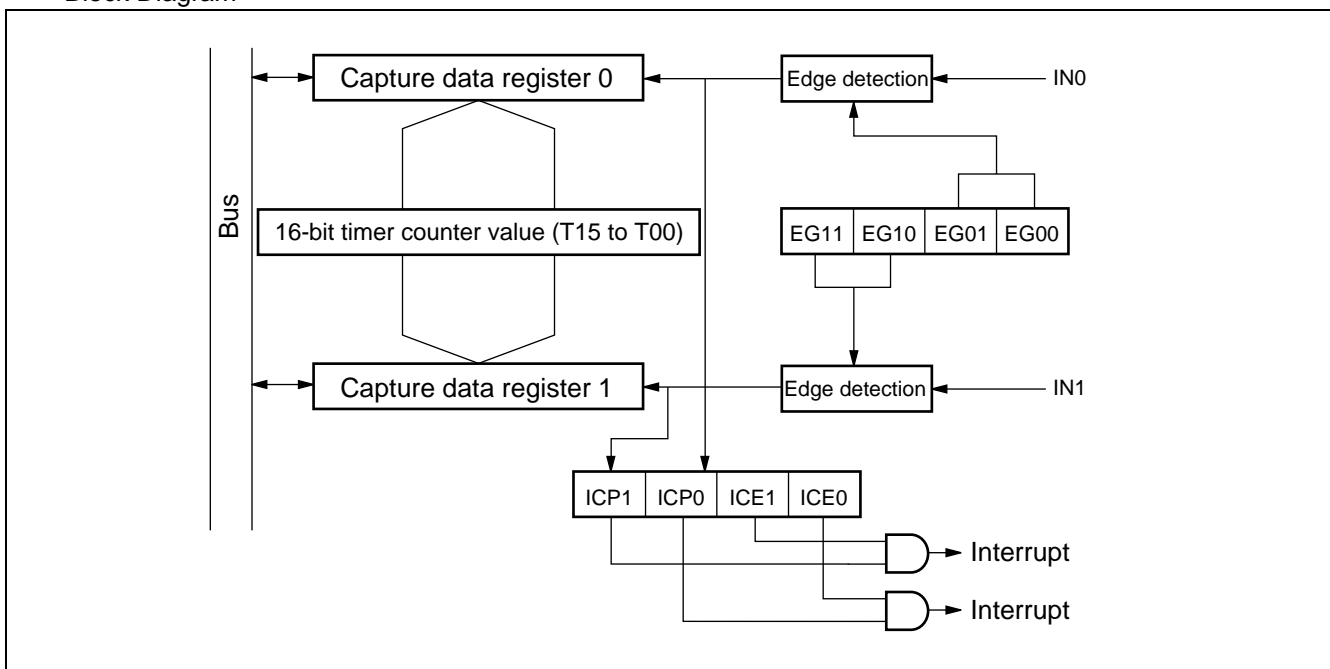 Block Diagram
Capture data register 0
Edge detection
IN0
Bus
16-bit timer counter value (T15 to T00)
EG11 EG10 EG01 EG00
Capture data register 1
Edge detection
IN1
ICP1 ICP0 ICE1 ICE0
Interrupt
Interrupt